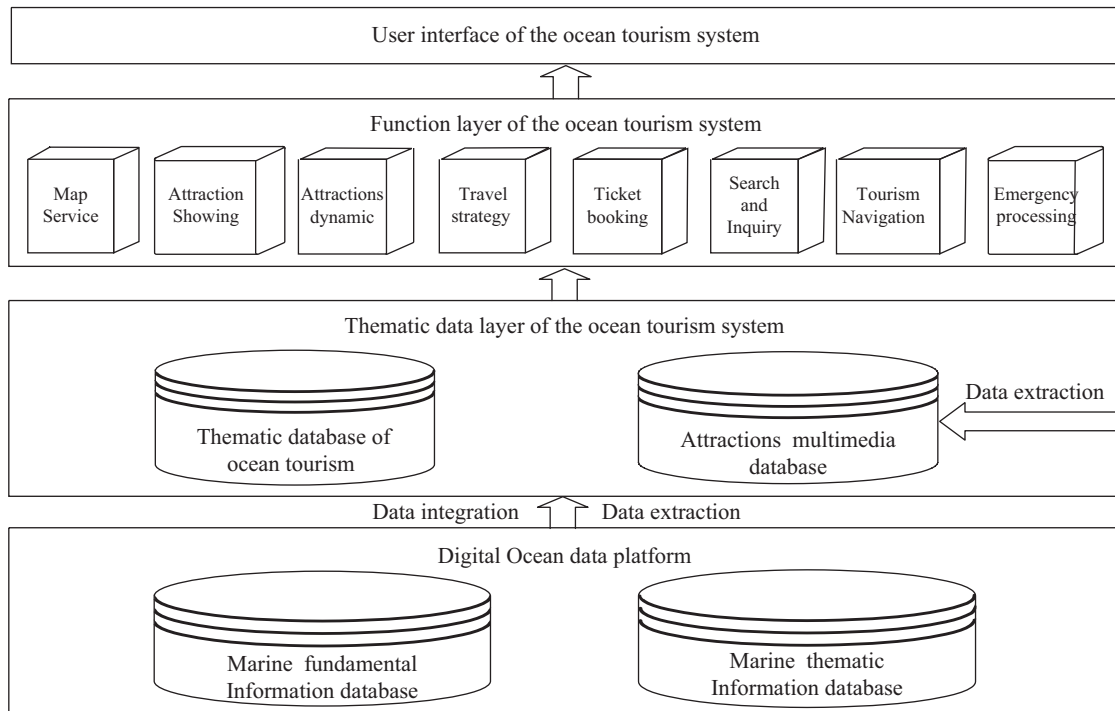 User interface of the ocean tourism system
Function layer of the ocean tourism system
Map
Service
Attraction
Showing
Attractions
dynamic
Travel
strategy
Ticket
booking
Search
and
Inquiry
Tourism
Navigation
Emergency
processing
Thematic data layer of the ocean tourism system
Thematic database of
ocean tourism
Attractions multimedia
database
Data extraction
Data integration
Data extraction
Digital Ocean data platform
Marine fundamental
Information database
Marine thematic
Information database